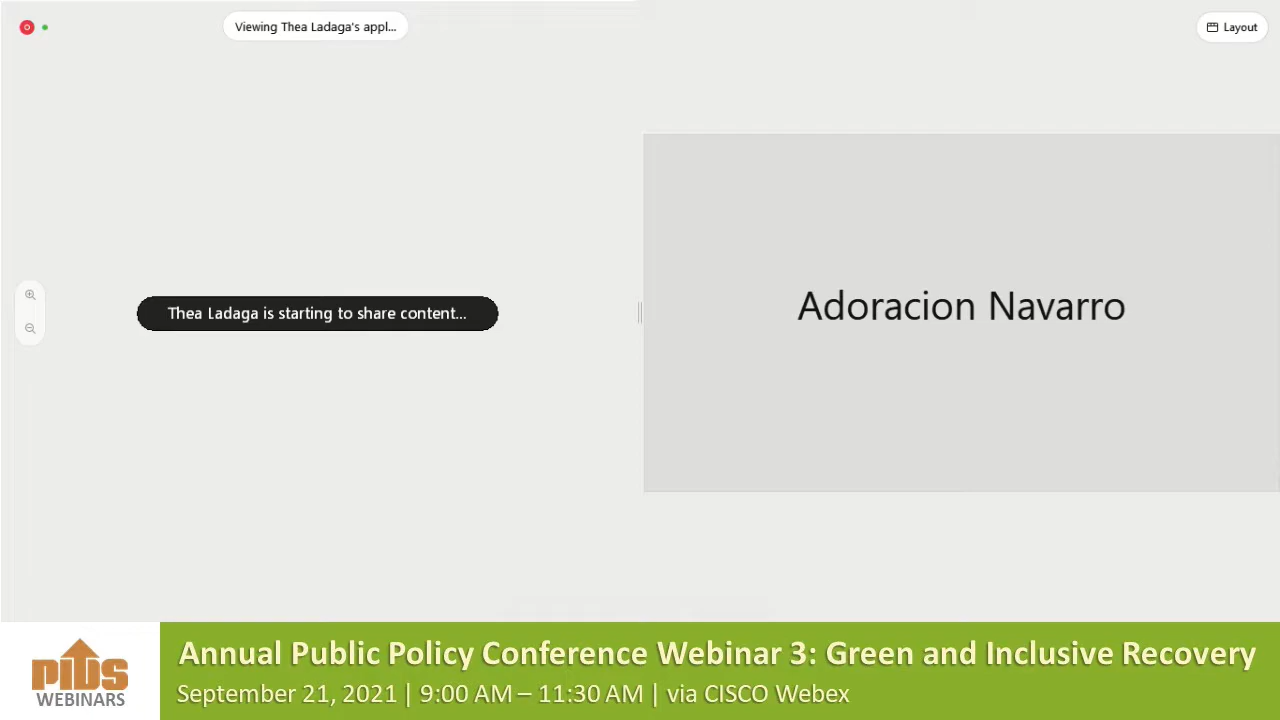 Viewing Thea Ladaga's appl...
Layout
Thea Ladaga is starting to share content...
Adoracion Navarro
PIDS
WEBINARS
Annual Public Policy Conference Webinar 3: Green and Inclusive Recovery
September 21, 2021 | 9:00 AM – 11:30 AM | via CISCO Webex